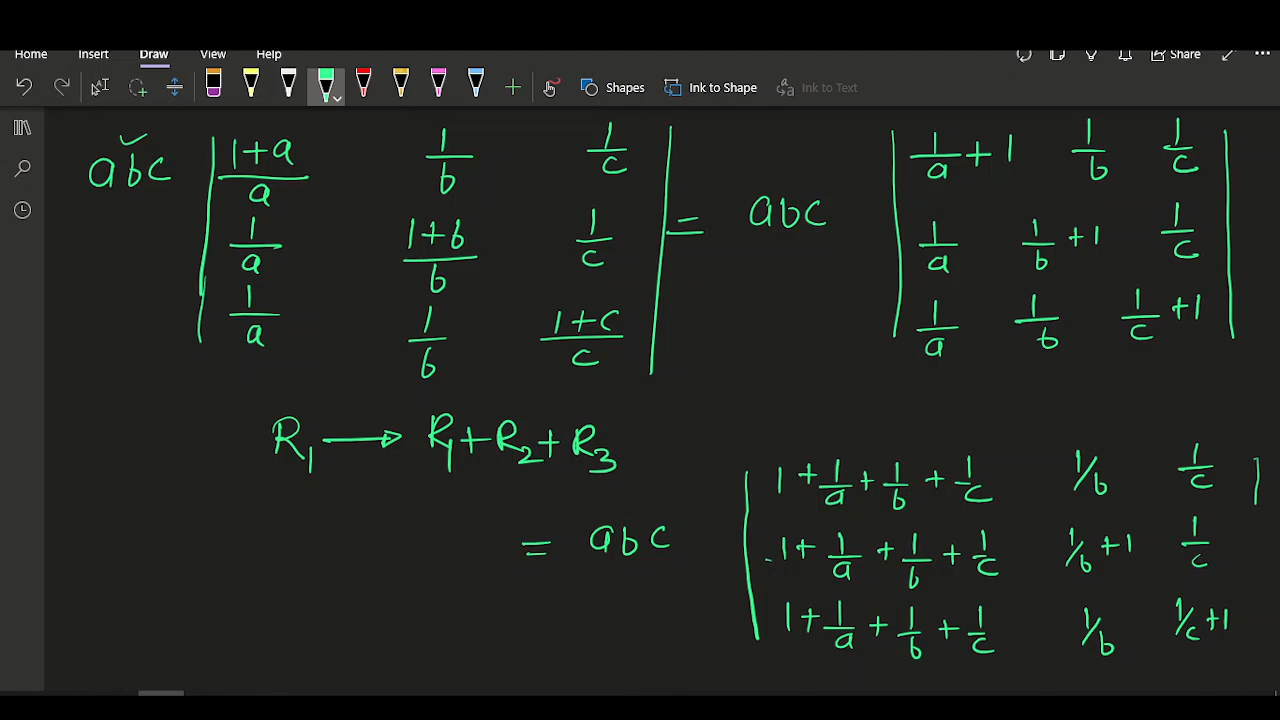 Home Insert Draw View Help Share
Shapes Ink to Shape Ink to Text
abc | (1+a)/a 1/b 1/c | = abc | 1/a + 1 1/b 1/c |
| 1/a (1+b)/b 1/c | | 1/a 1/b + 1 1/c |
| 1/a 1/b (1+c)/c | | 1/a 1/b 1/c + 1 |
R₁ → R₁ + R₂ + R₃
= abc | 1 + 1/a + 1/b + 1/c 1/b 1/c |
| 1 + 1/a + 1/b + 1/c 1/b + 1 1/c
| 1 + 1/a + 1/b + 1/c 1/b 1/c + 1